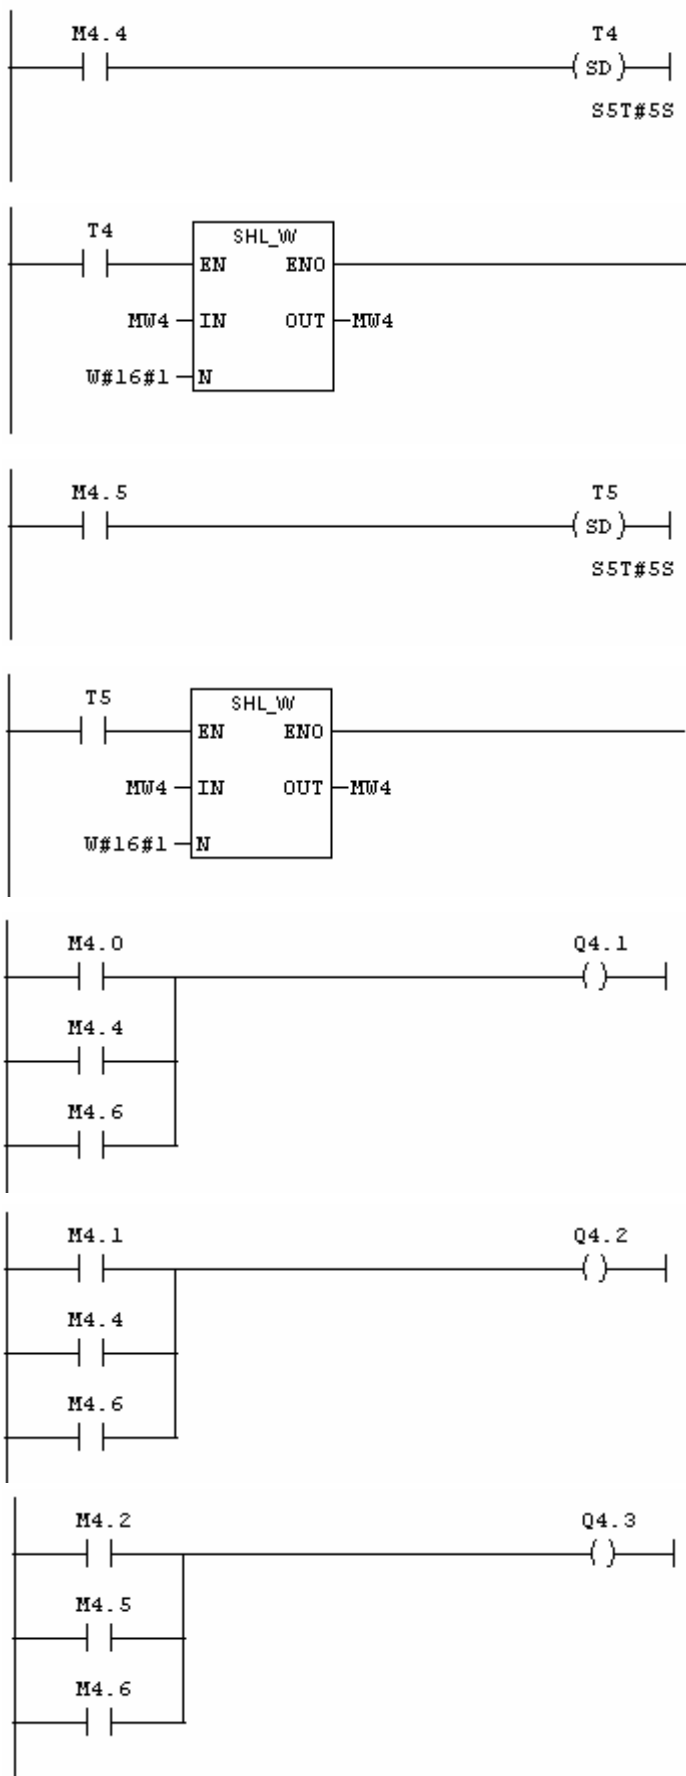 M4.4 T4
SD
S5T#5S
T4 SHL_W
EN ENO
MW4 IN OUT MW4
W#16#1 N
M4.5 T5
SD
S5T#5S
T5 SHL_W
EN ENO
MW4 IN OUT MW4
W#16#1 N
M4.0 Q4.1
M4.4
M4.6
M4.1 Q4.2
M4.4
M4.6
M4.2 Q4.3
M4.5
M4.6